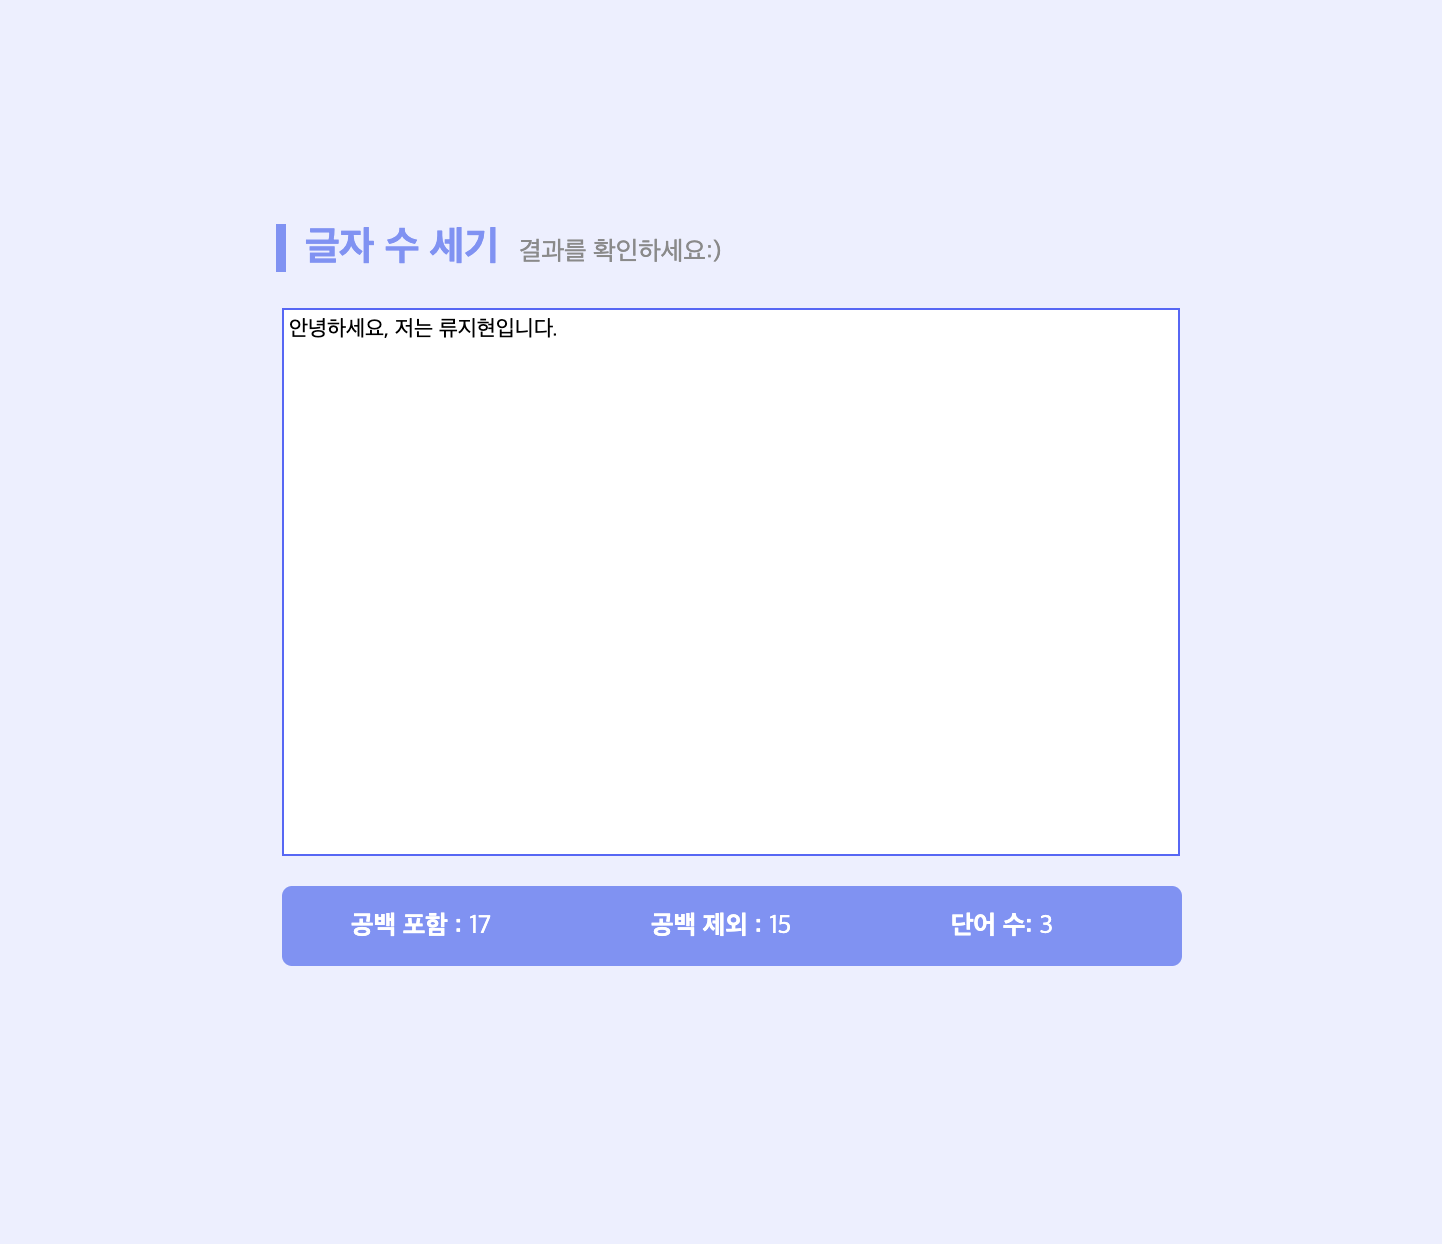 글자 수 세기 결과를 확인하세요:)
안녕하세요, 저는 류지현입니다.
공백 포함 : 17 공백 제외 : 15 단어 수: 3